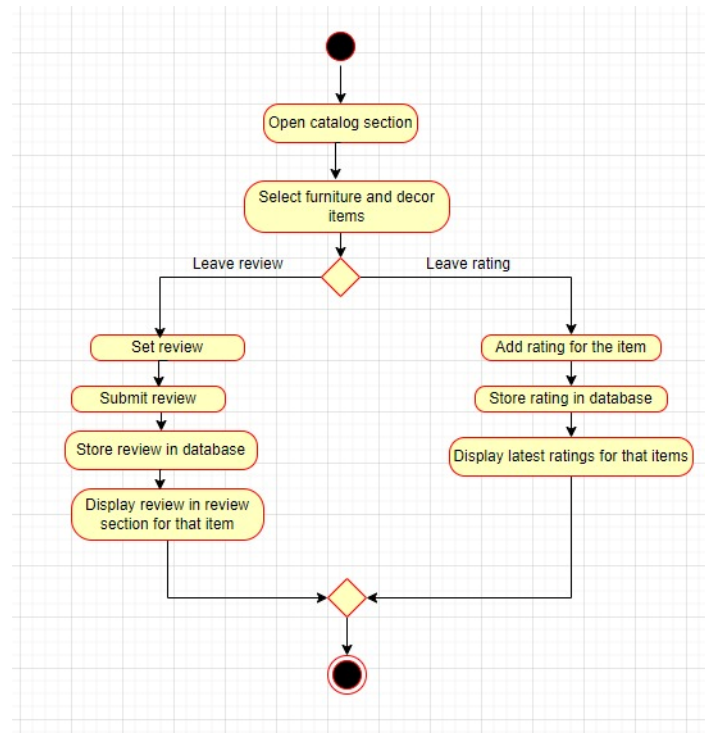 Open catalog section
Select furniture and decor
items
Leave review
Leave rating
Set review
Submit review
Store review in database
Display review in review
section for that item
Add rating for the item
Store rating in database
Display latest ratings for that items